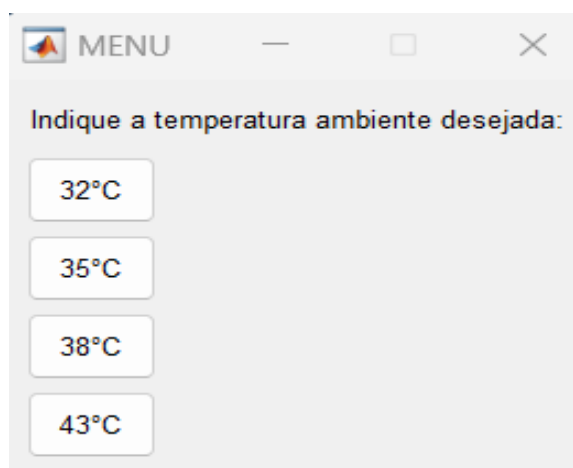 MENU
Indique a temperatura ambiente desejada:
32°C
35°C
38°C
43°C